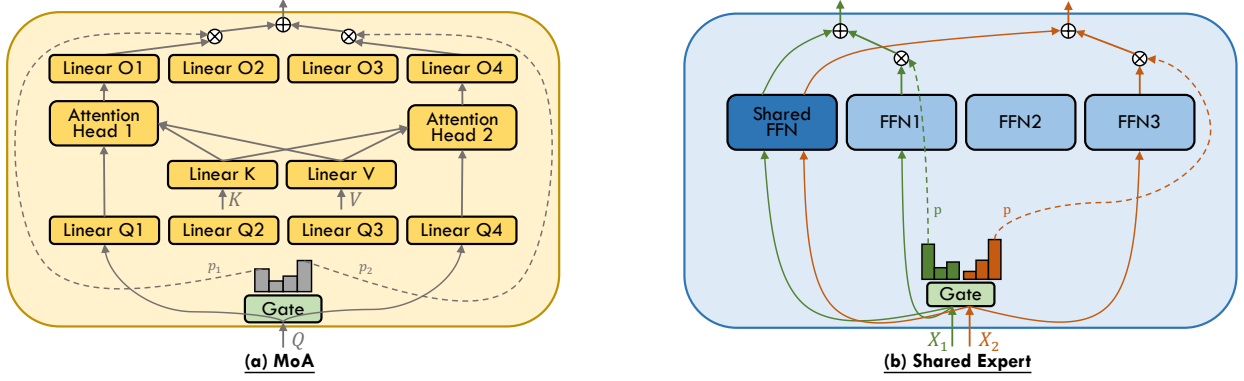 Linear O1 Linear O2 Linear O3 Linear O4
Attention
Head 1
Attention
Head 2
Linear K Linear V
K V
Linear Q1 Linear Q2 Linear Q3 Linear Q4
p1 p2
Gate
Q
(a) MoA
Shared
FFN
FFN1 FFN2 FFN3
p p
Gate
X1 X2
(b) Shared Expert